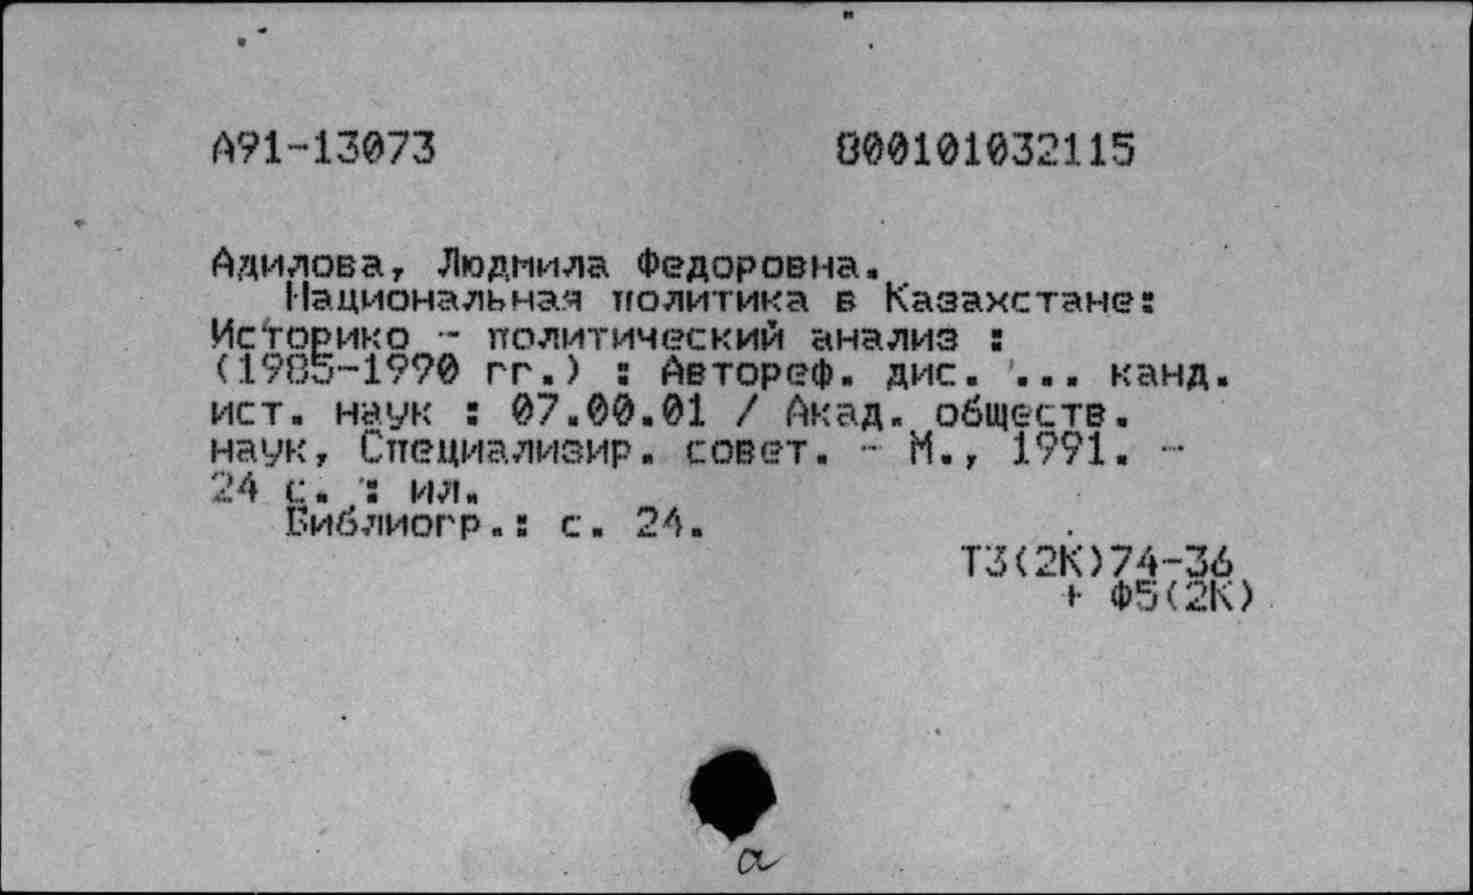 А91-13073 800101032115
Адилова, Людмила Федоровна.
Национальная политика в Казахстане:
Историко - политический анализ :
(1985-1990 гг.) : Автореф. дис. ... канд.
ист. наук : 07.00.01 / Акад. обществ.
наук, Специализир. совет. - М., 1991. -
24 с. : ил.
Библиогр.: с. 24.
Т3(2К)74-36
+ Ф5(2К)
а